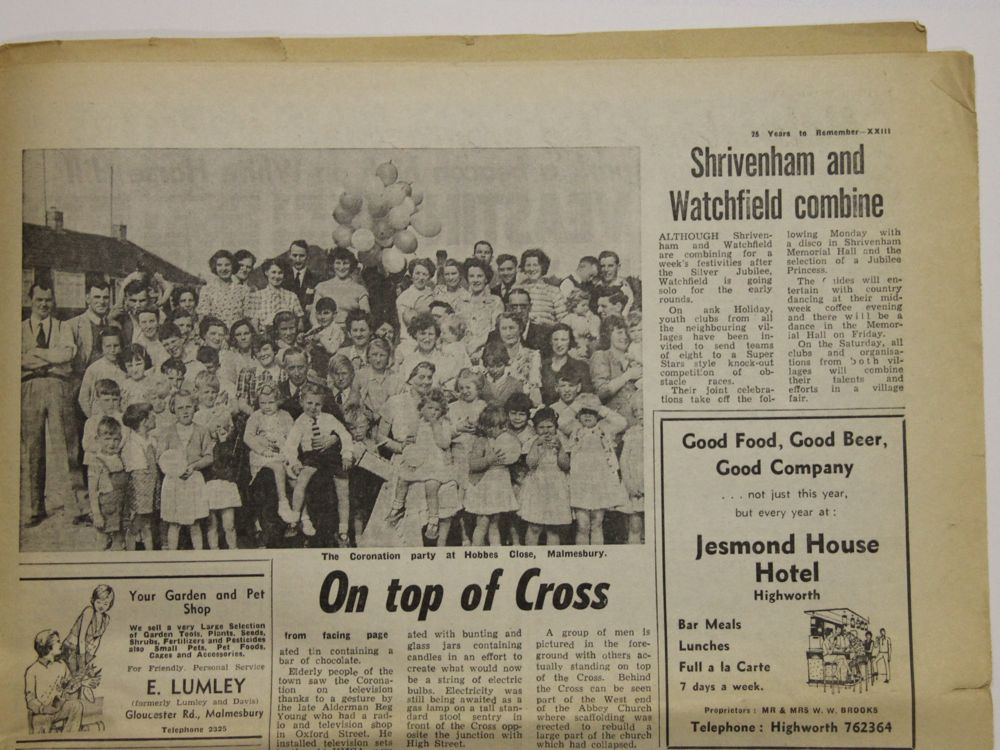 25 Years to Remember—XXIII
Shrivenham and
Watchfield combine
ALTHOUGH Shriven-
ham and Watchfield
are combining for a
week's festivities after
the Silver Jubilee,
Watchfield is going
solo for the early
rounds.
On ank Holiday,
youth clubs from all
the neighbouring vil-
lages have been in-
vited to send teams
of eight to a Super
Stars style knock-out
competition of ob-
stacle races.
Their joint celebra-
tions take off the fol-
lowing Monday with
a disco in Shrivenham
Memorial Hall and the
selection of a Jubilee
Princess.
The uides will en-
tertain with country
dancing at their mid-
week coffee evening
and there will be a
dance in the Memor-
ial Hall on Friday.
On the Saturday, all
clubs and organisa-
tions from both vil-
lages will combine
their talents and
efforts in a village
fair.
The Coronation party at Hobbes Close, Malmesbury.
On top of Cross
from facing page
ated tin containing a
bar of chocolate.
Elderly people of the
town saw the Corona-
tion on television
thanks to a gesture by
the late Alderman Reg
Young who had a rad-
io and television shop
in Oxford Street. He
installed television sets
ated with bunting and
glass jars containing
candles in an effort to
create what would now
be a string of electric
bulbs. Electricity was
still being awaited as a
gas lamp on a tall stan-
dard stool sentry in
front of the Cross opp-
osite the junction with
High Street.
A group of men is
pictured in the fore-
ground with others ac-
tually standing on top
of the Cross. Behind
the Cross can be seen
part of the West end
of the Abbey Church
where scaffolding was
erected to rebuild a
large part of the church
which had collapsed.
Your Garden and Pet
Shop
We sell a very Large Selection
of Garden Tools, Plants, Seeds,
Shrubs, Fertilizers and Pesticides
also Small Pets, Pet Foods,
Cages and Accessories.
For Friendly. Personal Service
E. LUMLEY
(formerly Lumley and Davis)
Gloucester Rd., Malmesbury
Telephone 2325
Good Food, Good Beer,
Good Company
. . . not just this year,
but every year at :
Jesmond House
Hotel
Highworth
Bar Meals
Lunches
Full a la Carte
7 days a week.
Proprietors : MR & MRS W. W. BROOKS
Telephone : Highworth 762364